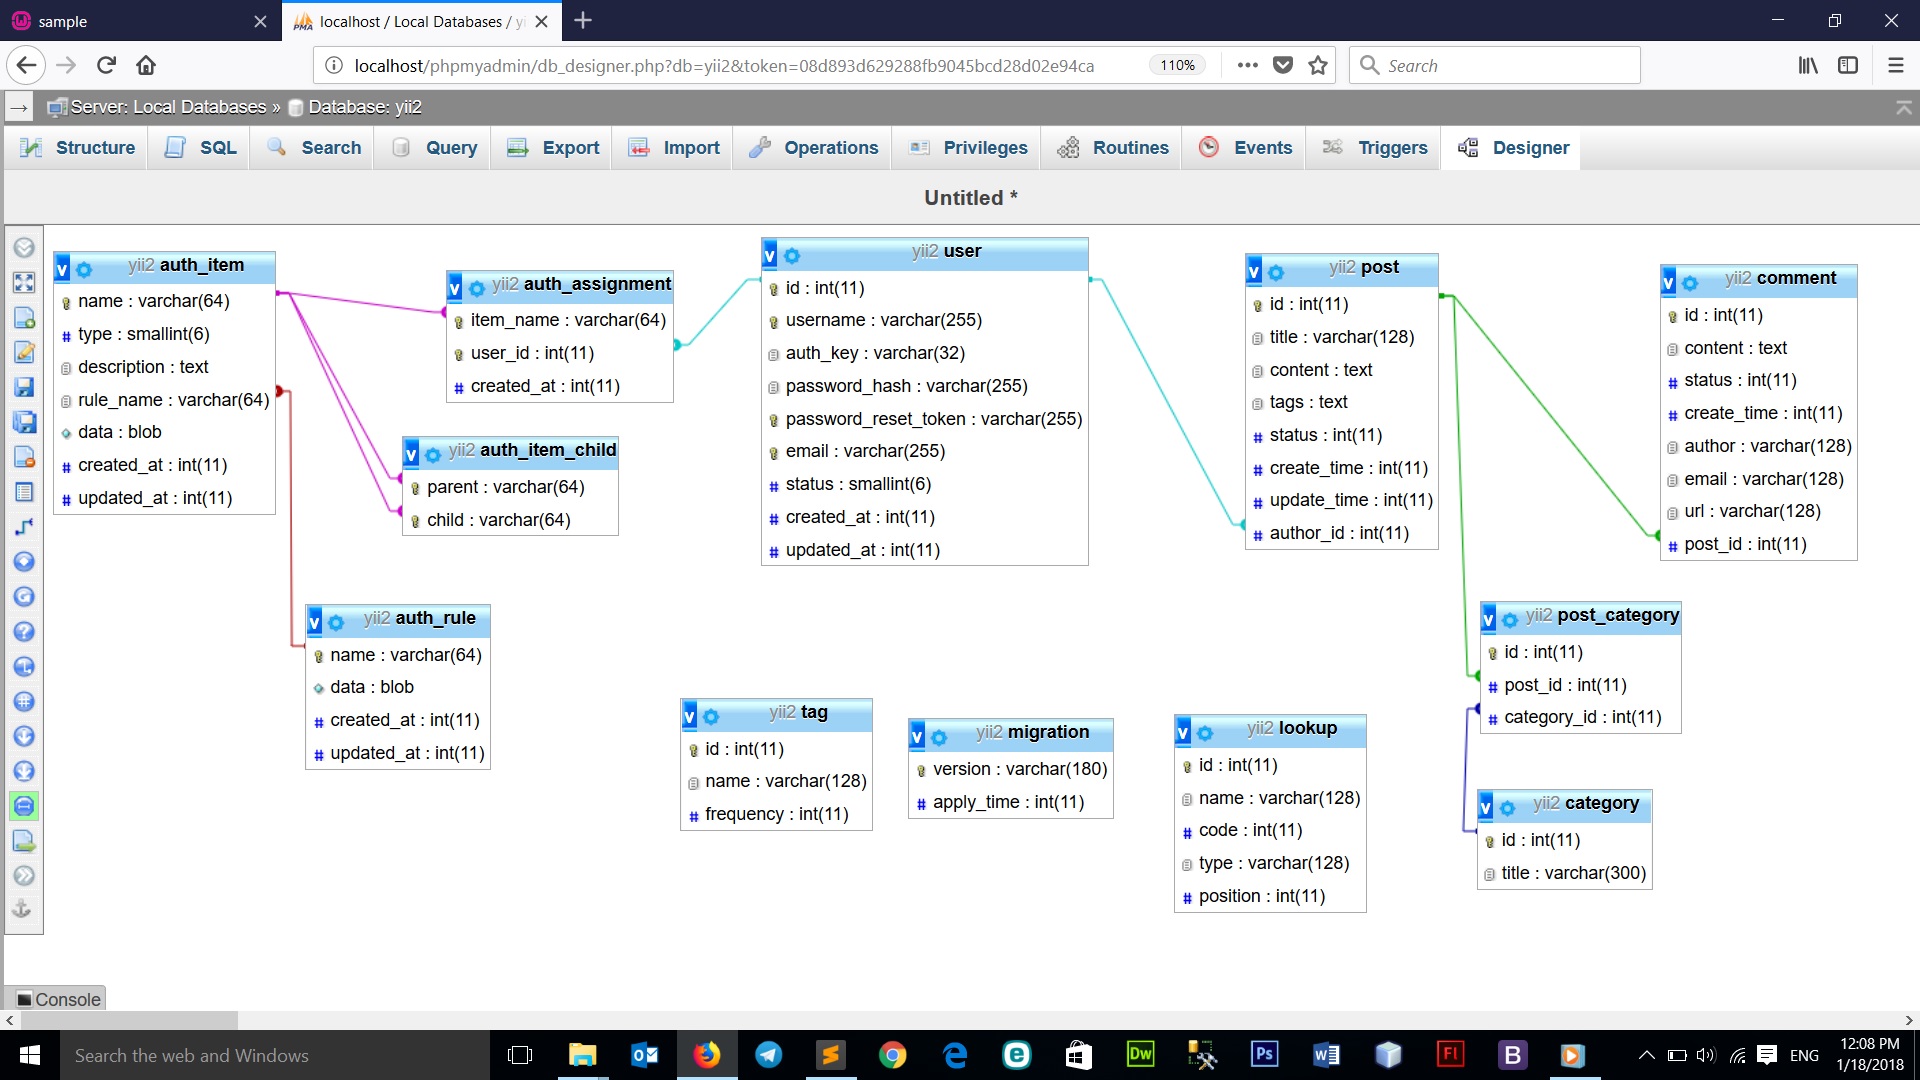 sample
PMA localhost / Local Databases / yi
localhost/phpmyadmin/db_designer.php?db=yii2&token=08d893d629288fb9045bcd28d02e94ca
110%
Search
Server: Local Databases » Database: yii2
Structure
SQL
Search
Query
Export
Import
Operations
Privileges
Routines
Events
Triggers
Designer
Untitled *
v yii2 auth_item
name : varchar(64)
# type : smallint(6)
description : text
rule_name : varchar(64)
data : blob
# created_at : int(11)
# updated_at : int(11)
v yii2 auth_assignment
item_name : varchar(64)
user_id : int(11)
# created_at : int(11)
v yii2 auth_item_child
parent : varchar(64)
child : varchar(64)
v yii2 auth_rule
name : varchar(64)
data : blob
# created_at : int(11)
# updated_at : int(11)
v yii2 user
id : int(11)
username : varchar(255)
auth_key : varchar(32)
password_hash : varchar(255)
password_reset_token : varchar(255)
email : varchar(255)
# status : smallint(6)
# created_at : int(11)
# updated_at : int(11)
v yii2 post
id : int(11)
title : varchar(128)
content : text
tags : text
# status : int(11)
# create_time : int(11)
# update_time : int(11)
# author_id : int(11)
v yii2 comment
id : int(11)
content : text
# status : int(11)
# create_time : int(11)
author : varchar(128)
email : varchar(128)
url : varchar(128)
# post_id : int(11)
v yii2 post_category
id : int(11)
# post_id : int(11)
# category_id : int(11)
v yii2 tag
id : int(11)
name : varchar(128)
# frequency : int(11)
v yii2 migration
version : varchar(180)
# apply_time : int(11)
v yii2 lookup
id : int(11)
name : varchar(128)
# code : int(11)
type : varchar(128)
# position : int(11)
v yii2 category
id : int(11)
title : varchar(300)
Console
Search the web and Windows
Dw
Ps
Fl
B
ENG
12:08 PM
1/18/2018